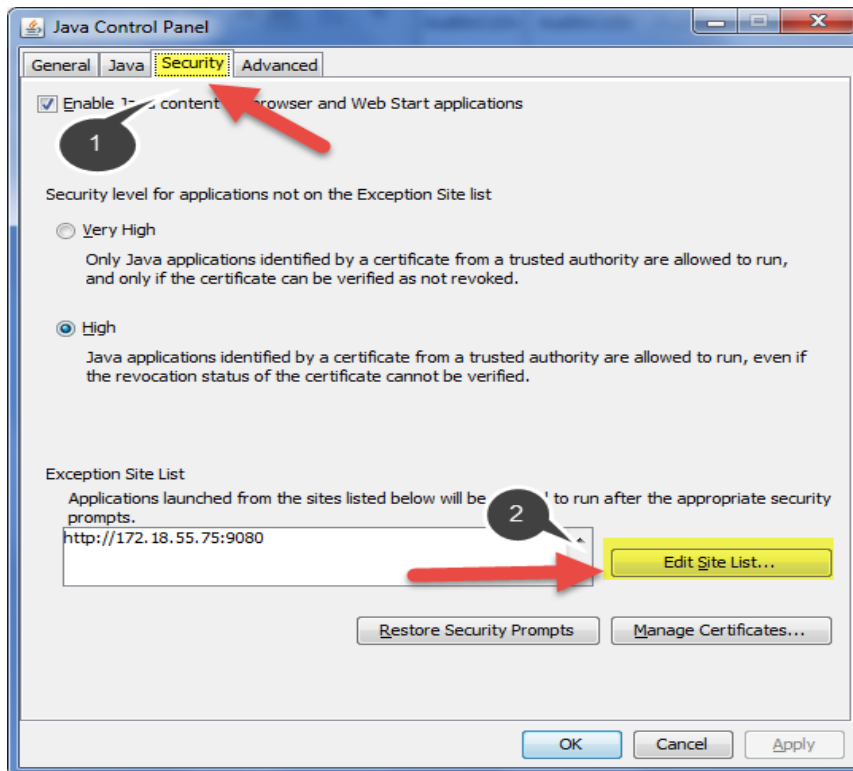 Java Control Panel
General Java Security Advanced
Enable content browser and Web Start applications
1
Security level for applications not on the Exception Site list
Very High
Only Java applications identified by a certificate from a trusted authority are allowed to run,
and only if the certificate can be verified as not revoked.
High
Java applications identified by a certificate from a trusted authority are allowed to run, even if
the revocation status of the certificate cannot be verified.
Exception Site List
Applications launched from the sites listed below will be to run after the appropriate security
prompts.
2
http://172.18.55.75:9080
Edit Site List...
Restore Security Prompts Manage Certificates...
OK Cancel Apply